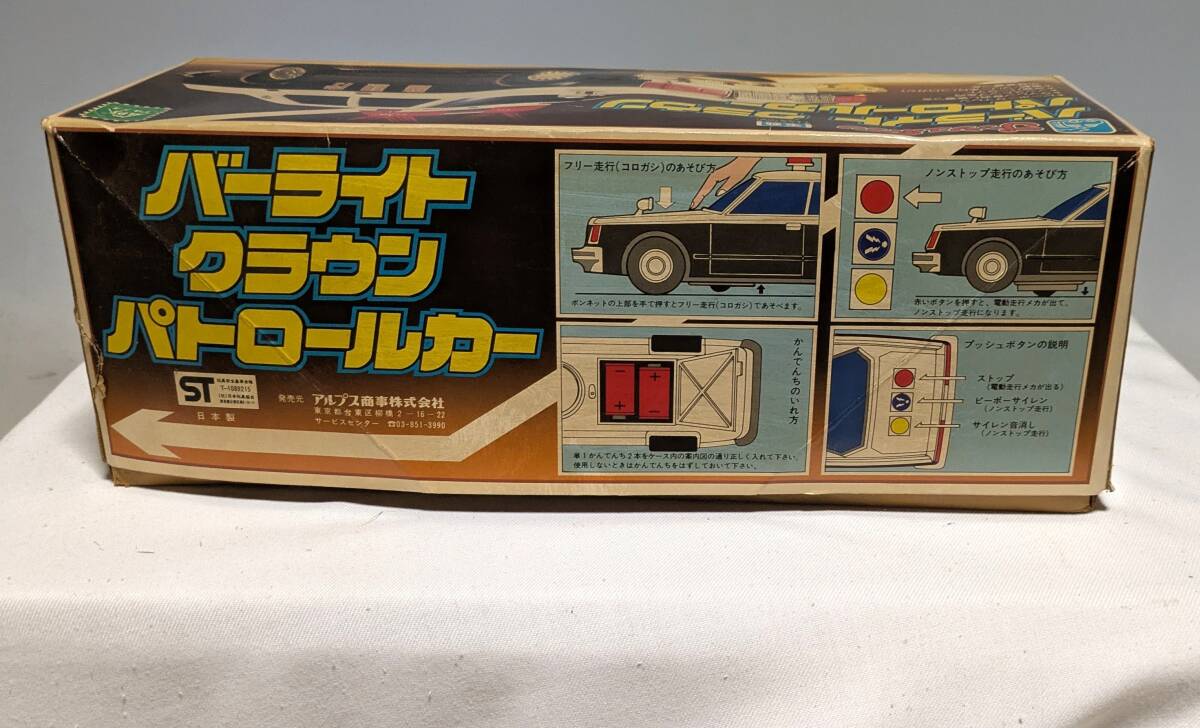 バーライト
クラウン
パトロールカー
ST
玩具安全基準合格
日本製
発売元 アルプス商事株式会社
東京都台東区柳橋2-16-22
サービスセンター ☎03-851-3990
フリー走行(コロガシ)のあそび方
ボンネットの上部を手で押すとフリー走行(コロガシ)であそべます。
ノンストップ走行のあそび方
赤いボタンを押すと、電動走行メカが出て、
ノンストップ走行になります。
かんでんちのいれ方
単1かんでんち2本をケース内の案内図の通り正しく入れて下さい
使用しないときはかんでんちをはずしておいて下さい。
プッシュボタンの説明
ストップ
(電動走行メカが出る)
ピーポーサイレン
(ノンストップ走行)
サイレン音消し
(ノンストップ走行)